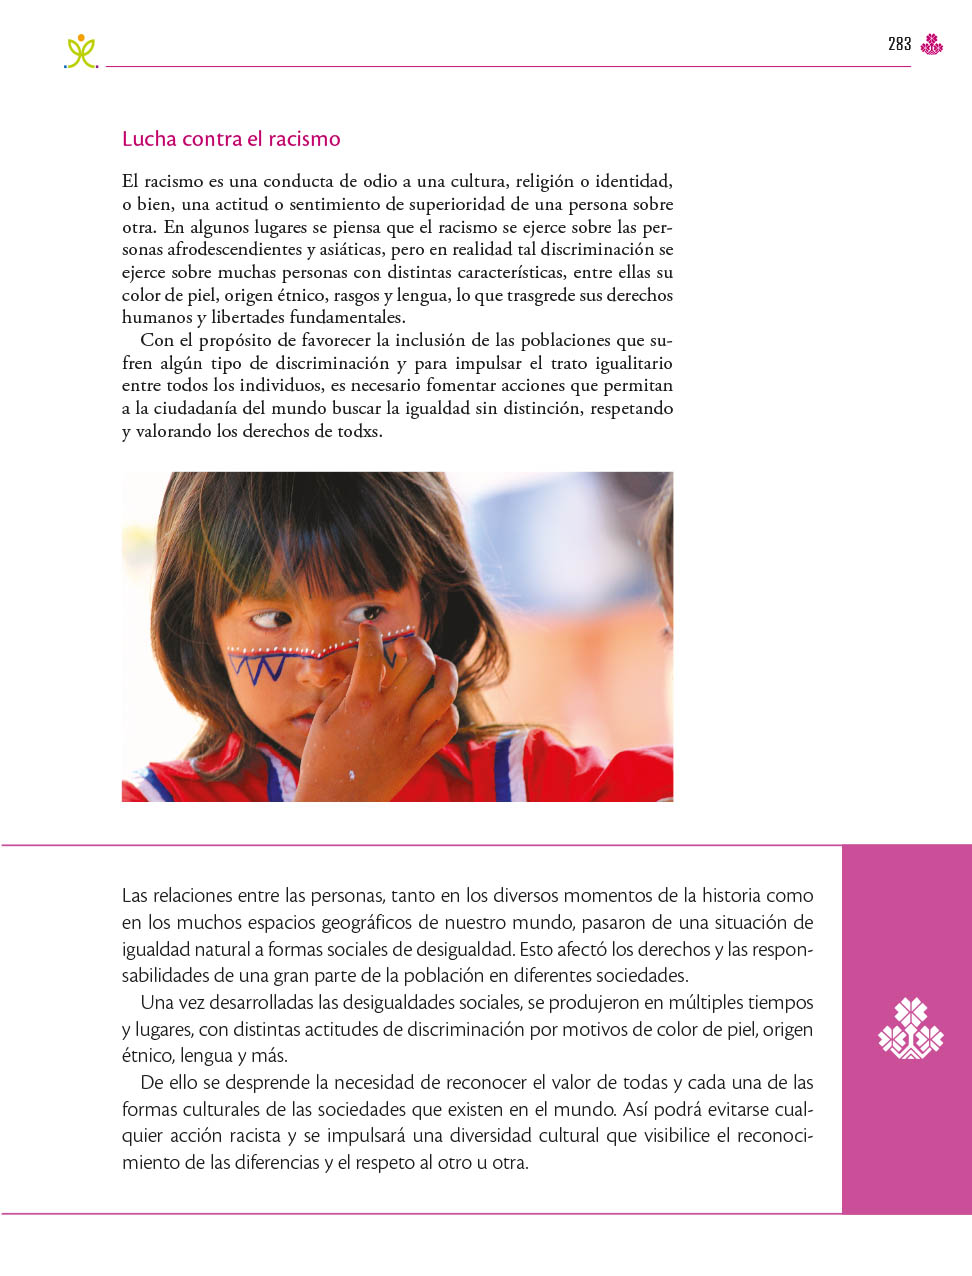 283
Lucha contra el racismo
El racismo es una conducta de odio a una cultura, religión o identidad,
o bien, una actitud o sentimiento de superioridad de una persona sobre
otra. En algunos lugares se piensa que el racismo se ejerce sobre las per-
sonas afrodescendientes y asiáticas, pero en realidad tal discriminación se
ejerce sobre muchas personas con distintas características, entre ellas su
color de piel, origen étnico, rasgos y lengua, lo que trasgrede sus derechos
humanos y libertades fundamentales.
Con el propósito de favorecer la inclusión de las poblaciones que su-
fren algún tipo de discriminación y para impulsar el trato igualitario
entre todos los individuos, es necesario fomentar acciones que permitan
a la ciudadanía del mundo buscar la igualdad sin distinción, respetando
y valorando los derechos de todxs.
Las relaciones entre las personas, tanto en los diversos momentos de la historia como
en los muchos espacios geográficos de nuestro mundo, pasaron de una situación de
igualdad natural a formas sociales de desigualdad. Esto afectó los derechos y las respon-
sabilidades de una gran parte de la población en diferentes sociedades.
Una vez desarrolladas las desigualdades sociales, se produjeron en múltiples tiempos
y lugares, con distintas actitudes de discriminación por motivos de color de piel, origen
étnico, lengua y más.
De ello se desprende la necesidad de reconocer el valor de todas y cada una de las
formas culturales de las sociedades que existen en el mundo. Así podrá evitarse cual-
quier acción racista y se impulsará una diversidad cultural que visibilice el reconoci-
miento de las diferencias y el respeto al otro u otra.